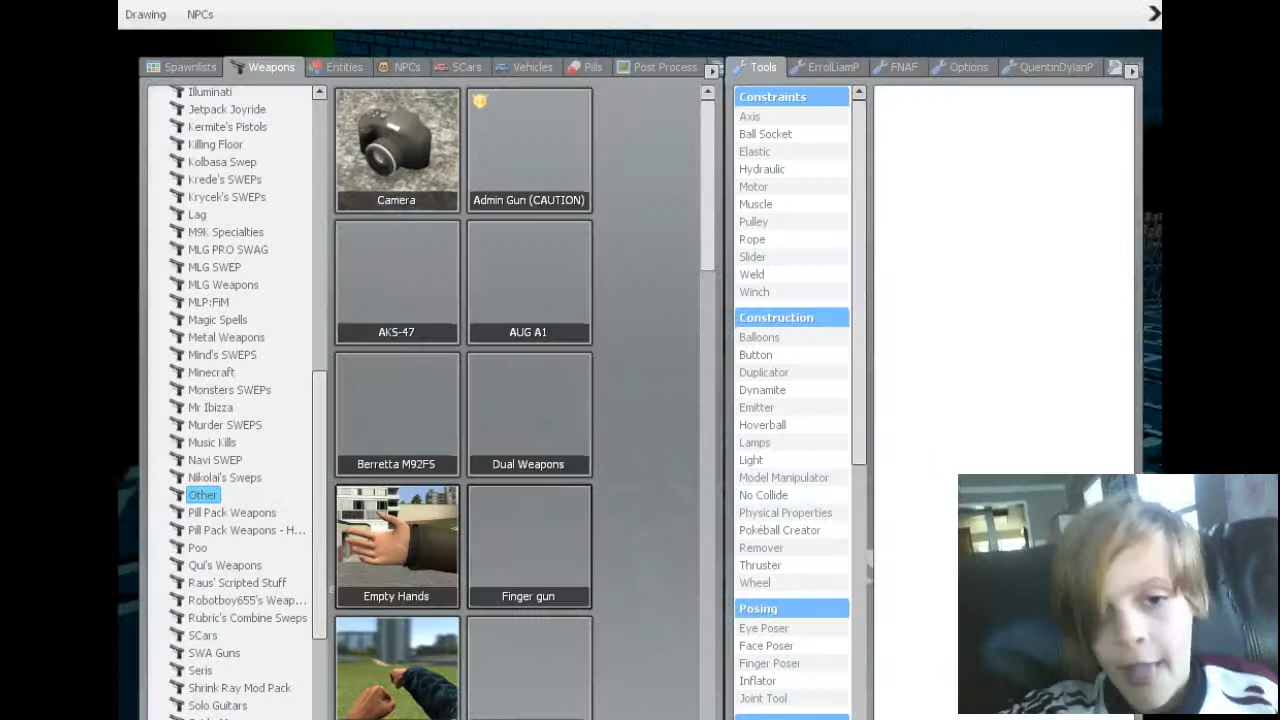 Drawing NPCs
Spawnlists Weapons Entities NPCs SCars Vehicles Pills Post Process
Tools ErrolLiamP FNAF Options QuentinDylanP
Illuminati
Jetpack Joyride
Kermite's Pistols
Killing Floor
Kolbasa Swep
Krede's SWEPs
Krycek's SWEPs
Lag
M9K Specialties
MLG PRO SWAG
MLG SWEP
MLG Weapons
MLP:FiM
Magic Spells
Metal Weapons
Mind's SWEPS
Minecraft
Monsters SWEPs
Mr Ibizza
Murder SWEPS
Music Kills
Navi SWEP
Nikolai's Sweps
Other
Pill Pack Weapons
Pill Pack Weapons - H...
Poo
Qui's Weapons
Raus' Scripted Stuff
Robotboy655's Weap...
Rubric's Combine Sweps
SCars
SWA Guns
Seris
Shrink Ray Mod Pack
Solo Guitars
Camera
Admin Gun (CAUTION)
AKS-47
AUG A1
Berretta M92FS
Dual Weapons
Empty Hands
Finger gun
Constraints
Axis
Ball Socket
Elastic
Hydraulic
Motor
Muscle
Pulley
Rope
Slider
Weld
Winch
Construction
Balloons
Button
Duplicator
Dynamite
Emitter
Hoverball
Lamps
Light
Model Manipulator
No Collide
Physical Properties
Pokéball Creator
Remover
Thruster
Wheel
Posing
Eye Poser
Face Poser
Finger Poser
Inflator
Joint Tool